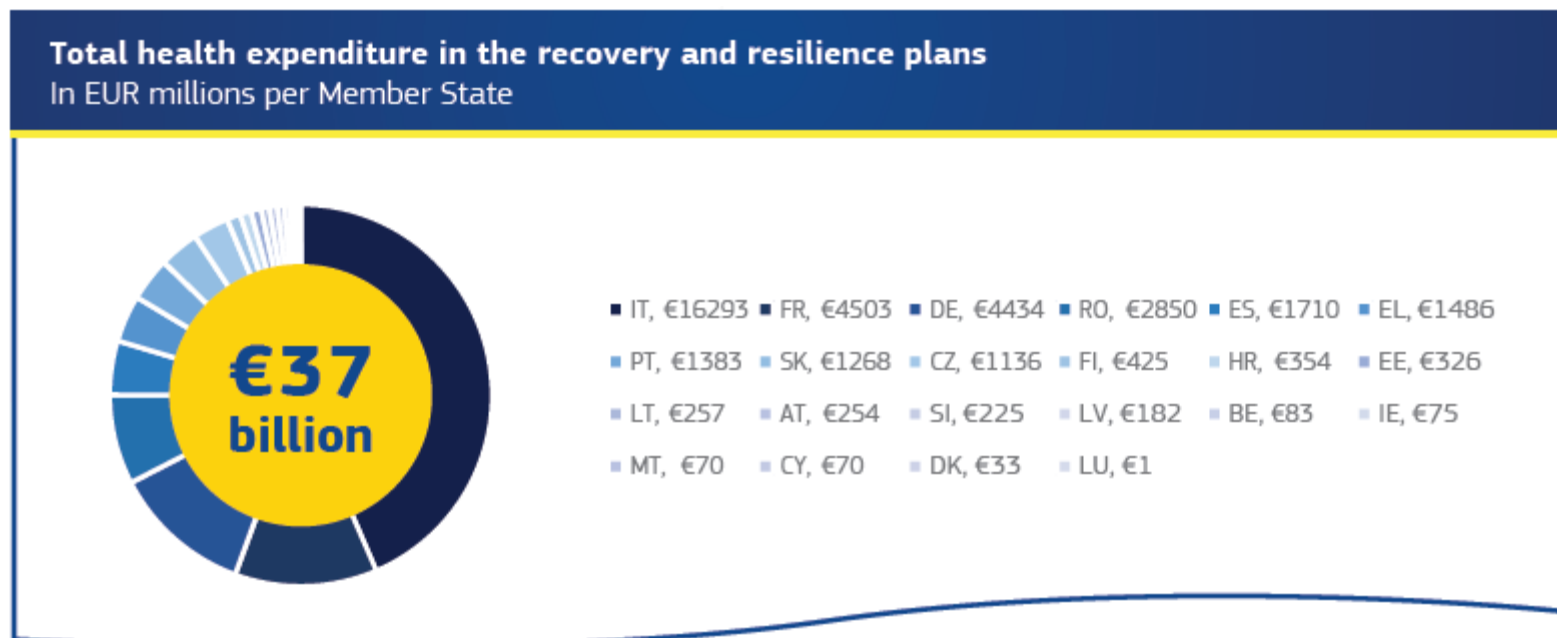 Total health expenditure in the recovery and resilience plans
In EUR millions per Member State
€37
billion
IT, €16293 FR, €4503 DE, €4434 RO, €2850 ES, €1710 EL, €1486
PT, €1383 SK, €1268 CZ, €1136 FI, €425 HR, €354 EE, €326
LT, €257 AT, €254 SI, €225 LV, €182 BE, €83 IE, €75
MT, €70 CY, €70 DK, €33 LU, €1